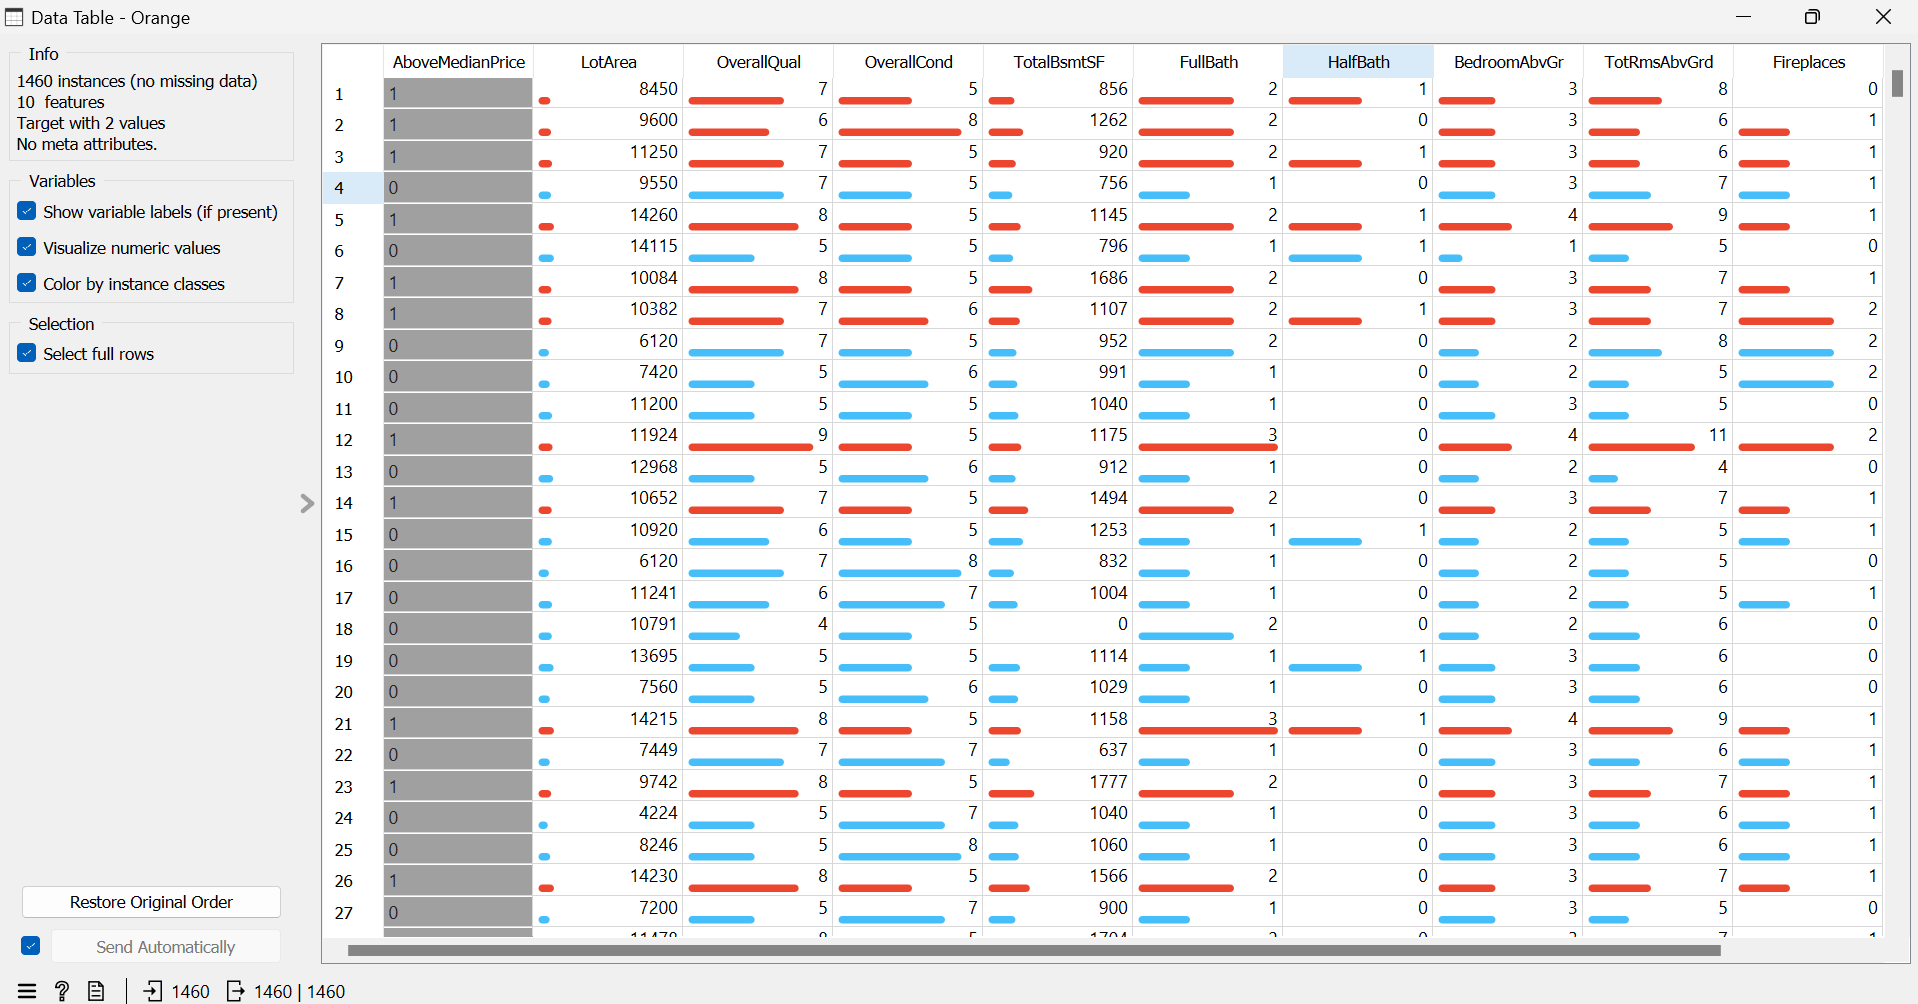 Data Table - Orange
Info
1460 instances (no missing data)
10 features
Target with 2 values
No meta attributes.
Variables
Show variable labels (if present)
Visualize numeric values
Color by instance classes
Selection
Select full rows
Restore Original Order
Send Automatically
AboveMedianPrice LotArea OverallQual OverallCond TotalBsmtSF FullBath HalfBath BedroomAbvGr TotRmsAbvGrd Fireplaces
1 1 8450 7 5 856 2 1 3 8 0
2 1 9600 6 8 1262 2 0 3 6 1
3 1 11250 7 5 920 2 1 3 6 1
4 0 9550 7 5 756 1 0 3 7 1
5 1 14260 8 5 1145 2 1 4 9 1
6 0 14115 5 5 796 1 1 1 5 0
7 1 10084 8 5 1686 2 0 3 7 1
8 1 10382 7 6 1107 2 1 3 7 2
9 0 6120 7 5 952 2 0 2 8 2
10 0 7420 5 6 991 1 0 2 5 2
11 0 11200 5 5 1040 1 0 3 5 0
12 1 11924 9 5 1175 3 0 4 11 2
13 0 12968 5 6 912 1 0 2 4 0
14 1 10652 7 5 1494 2 0 3 7 1
15 0 10920 6 5 1253 1 1 2 5 1
16 0 6120 7 8 832 1 0 2 5 0
17 0 11241 6 7 1004 1 0 2 5 1
18 0 10791 4 5 0 2 0 2 6 0
19 0 13695 5 5 1114 1 1 3 6 0
20 0 7560 5 6 1029 1 0 3 6 0
21 1 14215 8 5 1158 3 1 4 9 1
22 0 7449 7 7 637 1 0 3 6 1
23 1 9742 8 5 1777 2 0 3 7 1
24 0 4224 5 7 1040 1 0 3 6 1
25 0 8246 5 8 1060 1 0 3 6 1
26 1 14230 8 5 1566 2 0 3 7 1
27 0 7200 5 7 900 1 0 3 5 0
1460 1460 | 1460